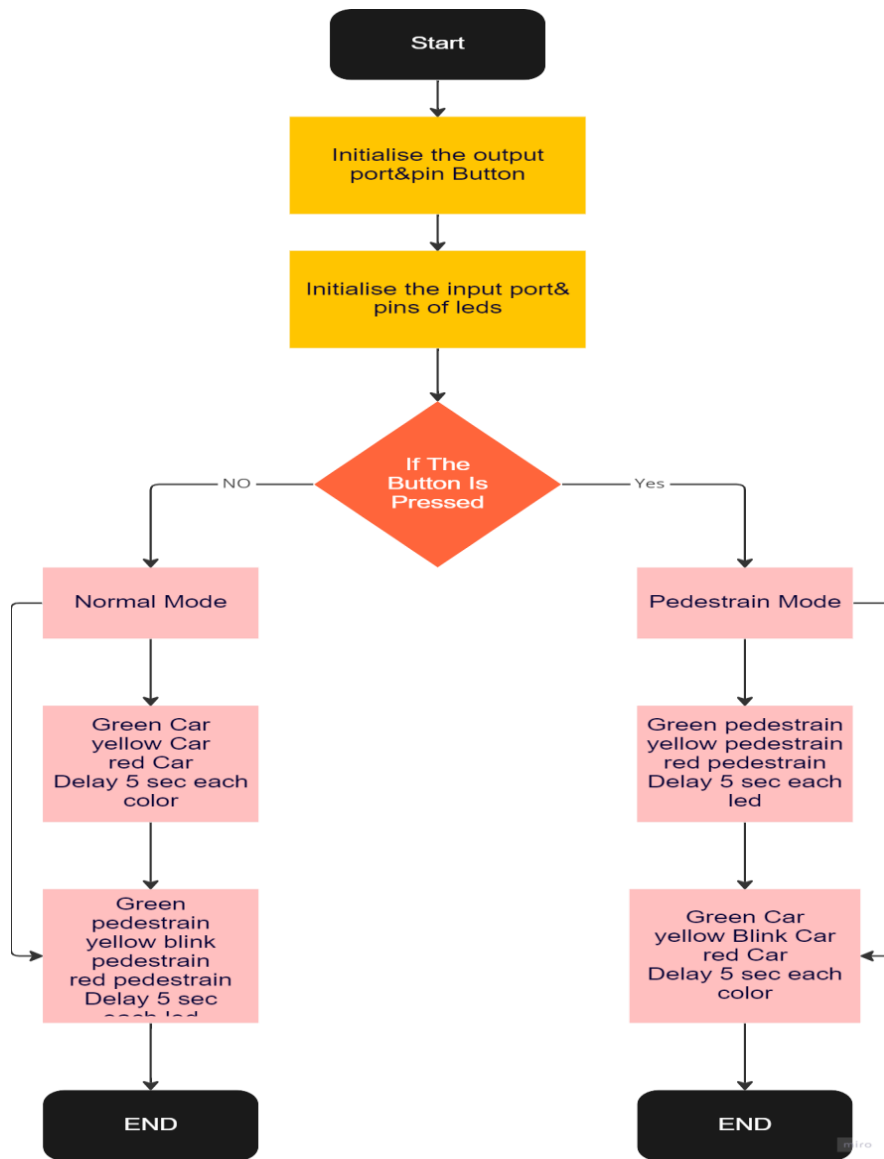 Start
Initialise the output
port&pin Button
Initialise the input port&
pins of leds
If The
Button Is
Pressed
NO
Yes
Normal Mode
Pedestrain Mode
Green Car
yellow Car
red Car
Delay 5 sec each
color
Green pedestrain
yellow pedestrain
red pedestrain
Delay 5 sec each
led
Green
pedestrain
yellow blink
pedestrain
red pedestrain
Delay 5 sec
each led
Green Car
yellow Blink Car
red Car
Delay 5 sec each
color
END
END
miro